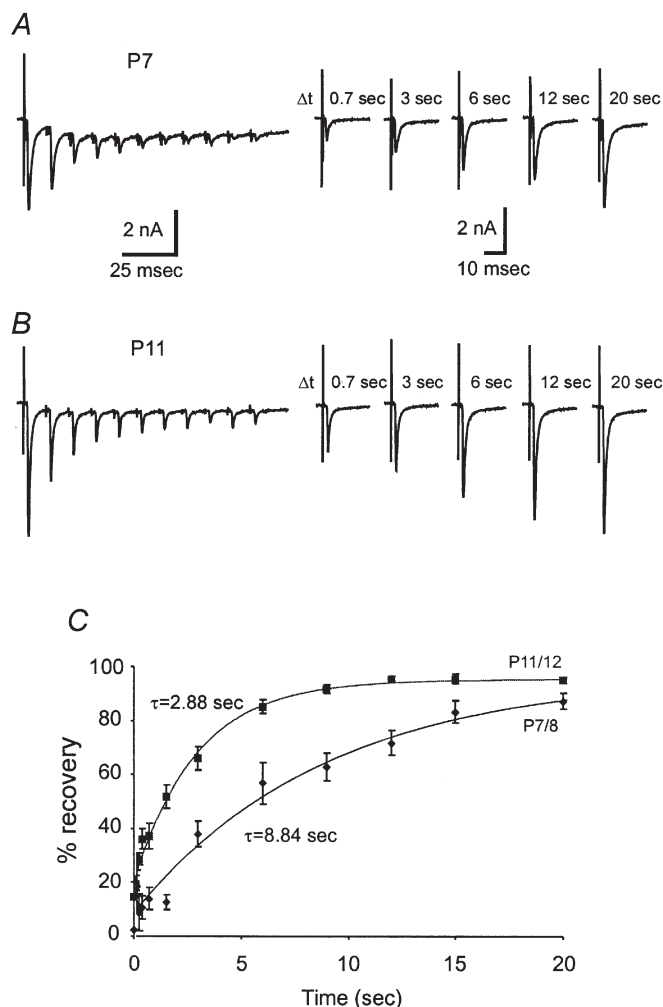 A
P7
Δt 0.7 sec 3 sec 6 sec 12 sec 20 sec
2 nA
25 msec
2 nA
10 msec
B
P11
Δt 0.7 sec 3 sec 6 sec 12 sec 20 sec
C
100
80
60
40
20
0
% recovery
τ=2.88 sec
P11/12
P7/8
τ=8.84 sec
0 5 10 15 20
Time (sec)